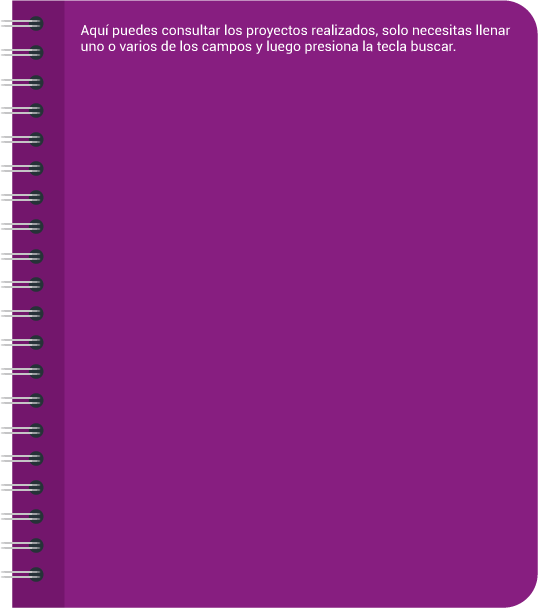 Aquí puedes consultar los proyectos realizados, solo necesitas llenar
uno o varios de los campos y luego presiona la tecla buscar.